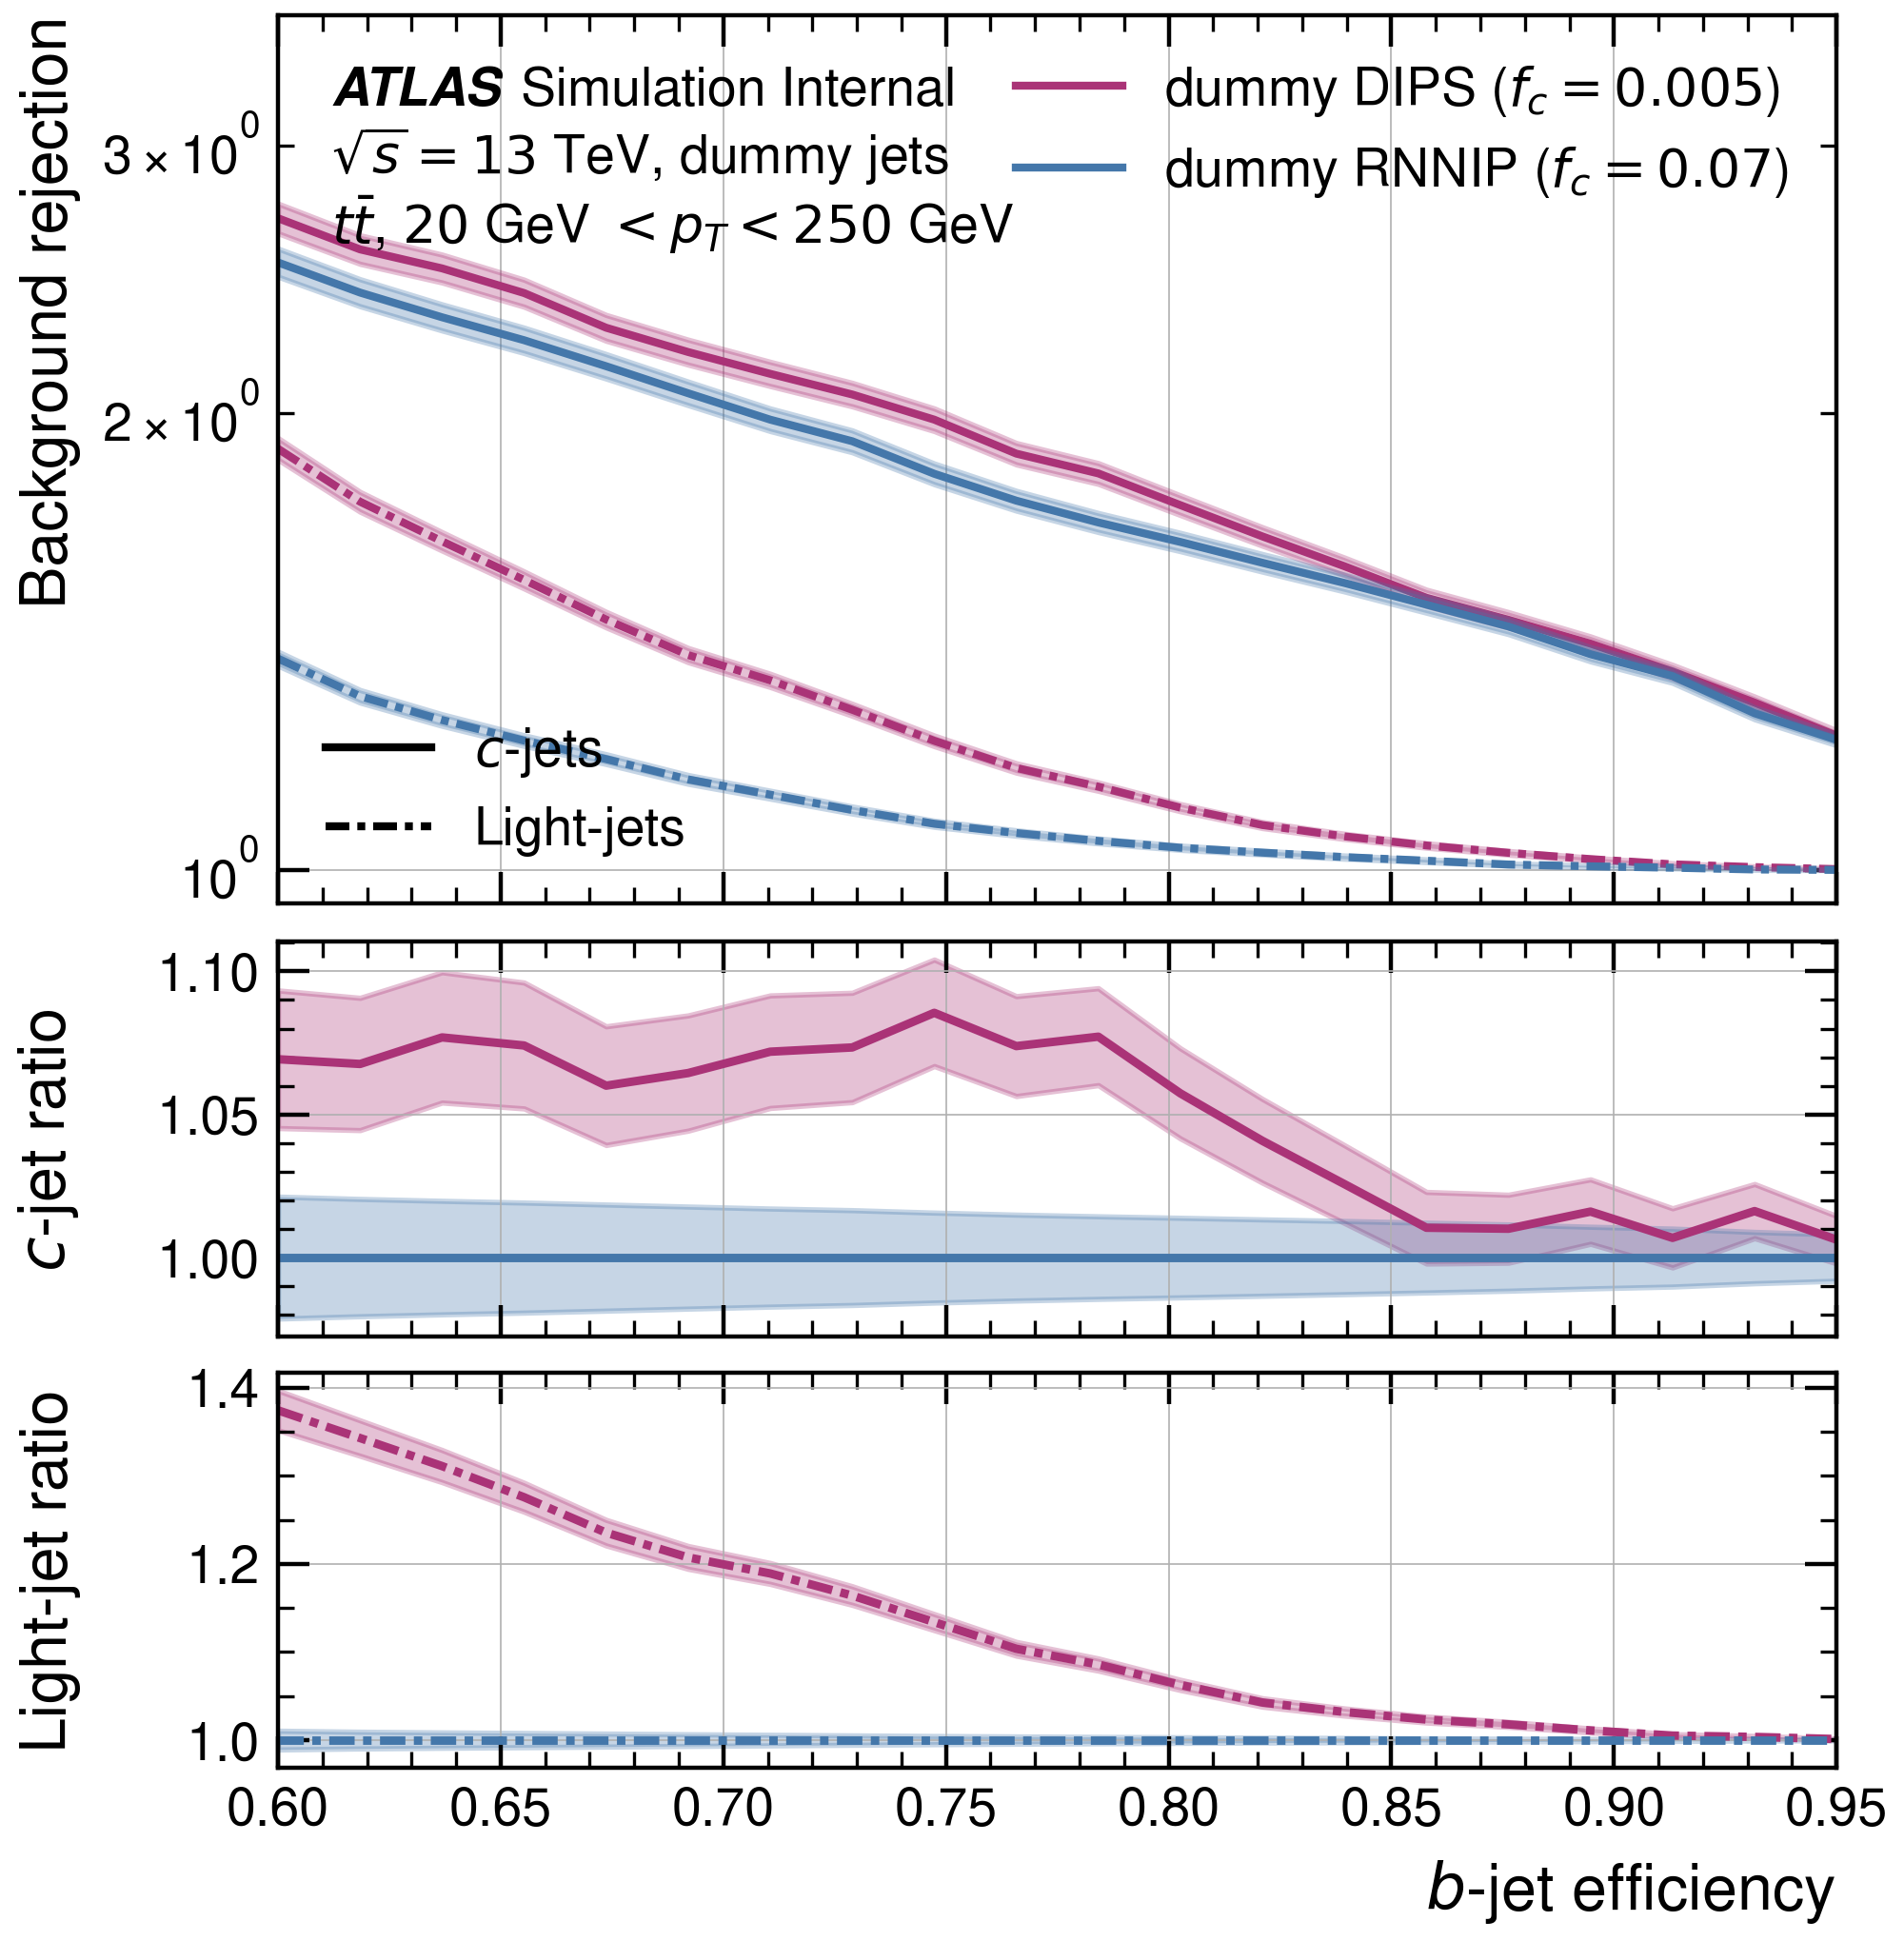 Background rejection
3 × 10⁰
2 × 10⁰
10⁰
ATLAS Simulation Internal
√s = 13 TeV, dummy jets
tt̄, 20 GeV < p_T < 250 GeV
dummy DIPS (f_c = 0.005)
dummy RNNIP (f_c = 0.07)
c-jets
Light-jets
c-jet ratio
1.10
1.05
1.00
Light-jet ratio
1.4
1.2
1.0
0.60 0.65 0.70 0.75 0.80 0.85 0.90 0.95
b-jet efficiency